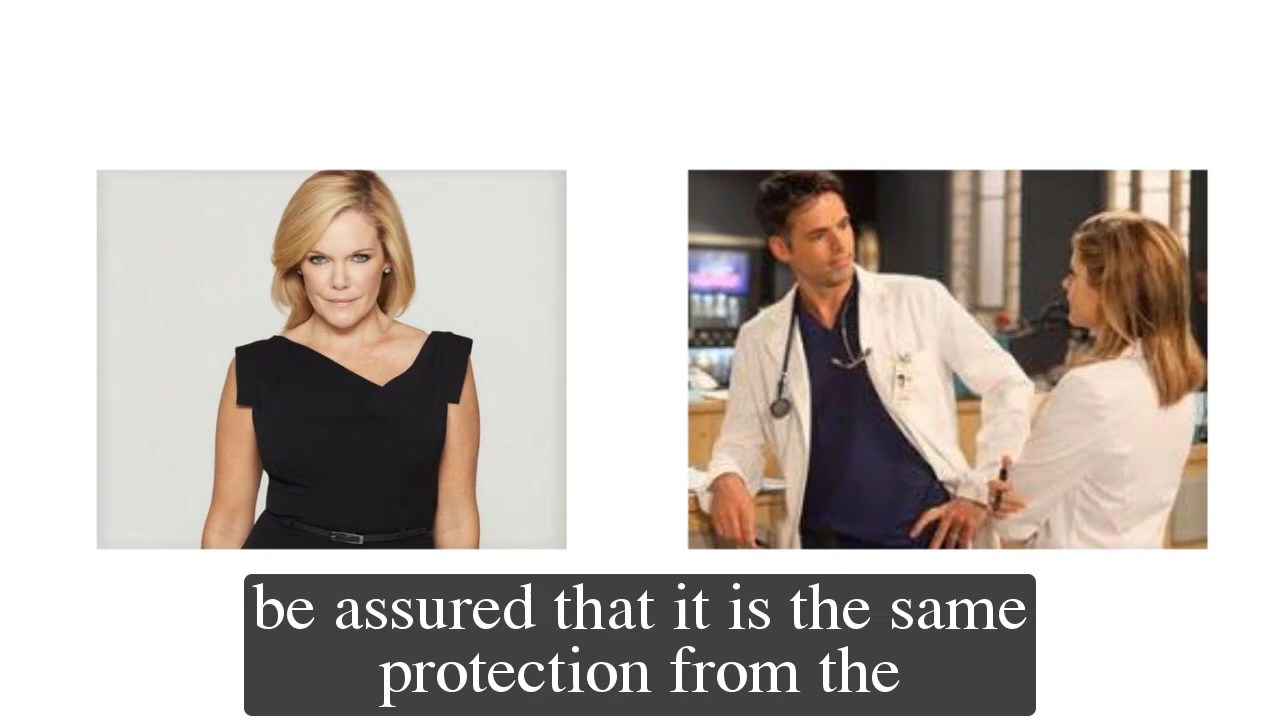 be assured that it is the same
protection from the